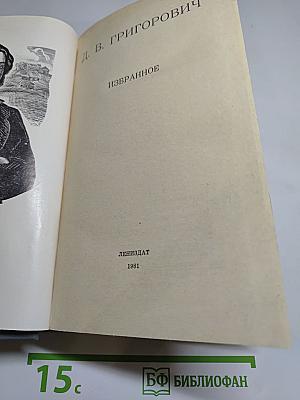 Д. В. ГРИГОРОВИЧ
ИЗБРАННОЕ
ЛЕНИЗДАТ
1981
15с
БФ БИБЛИОФАН